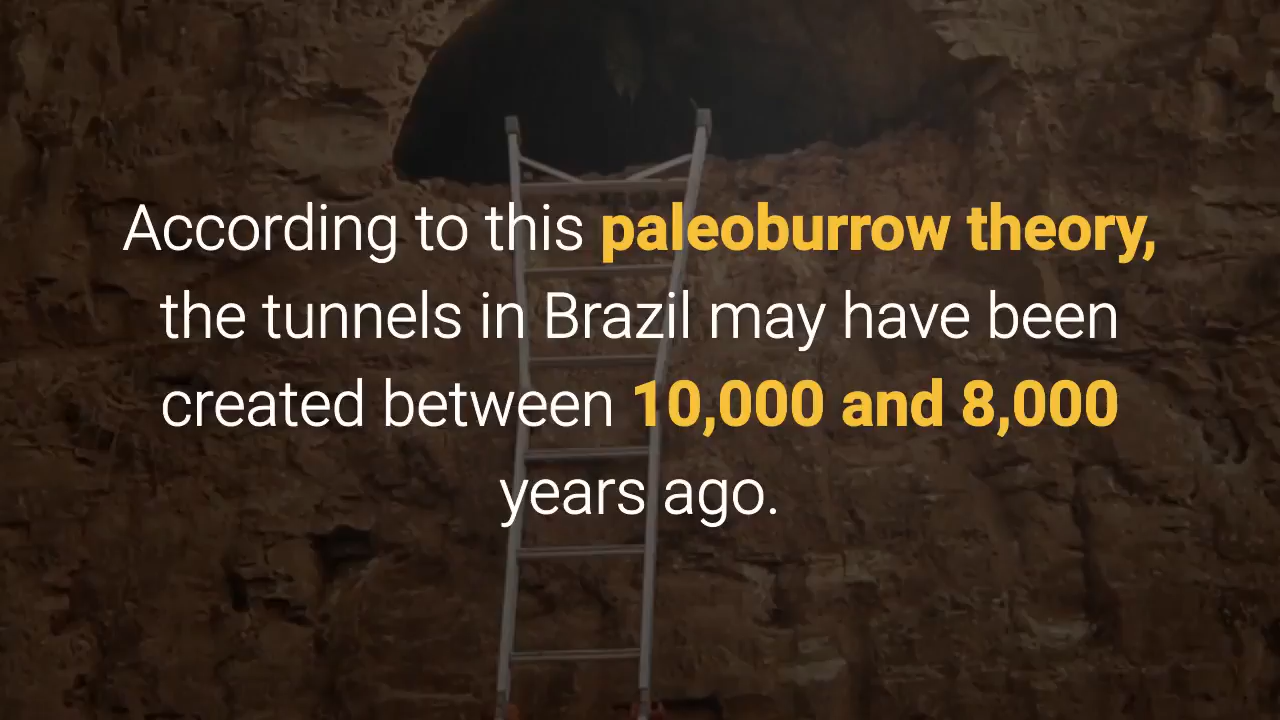 According to this paleoburrow theory,
the tunnels in Brazil may have been
created between 10,000 and 8,000
years ago.